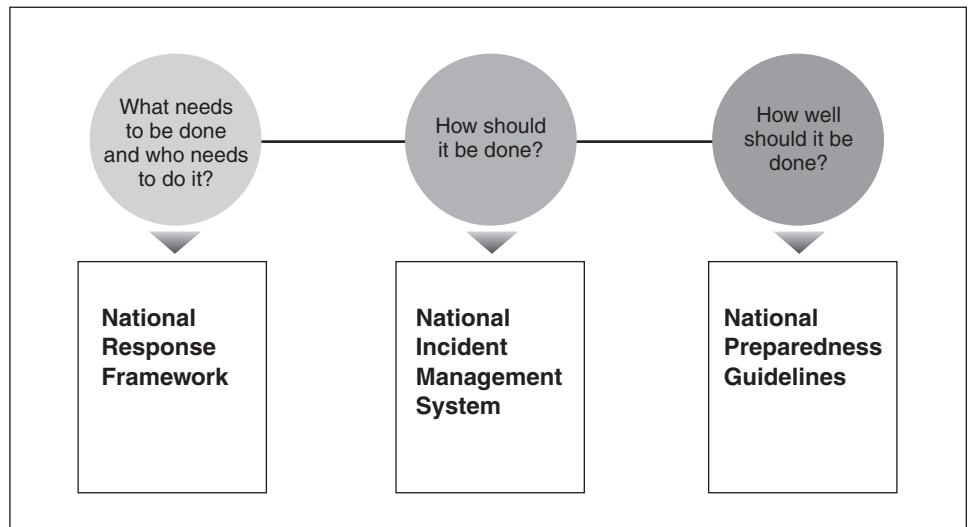 What needs
to be done
and who needs
to do it?
How should
it be done?
How well
should it be
done?
National
Response
Framework
National
Incident
Management
System
National
Preparedness
Guidelines